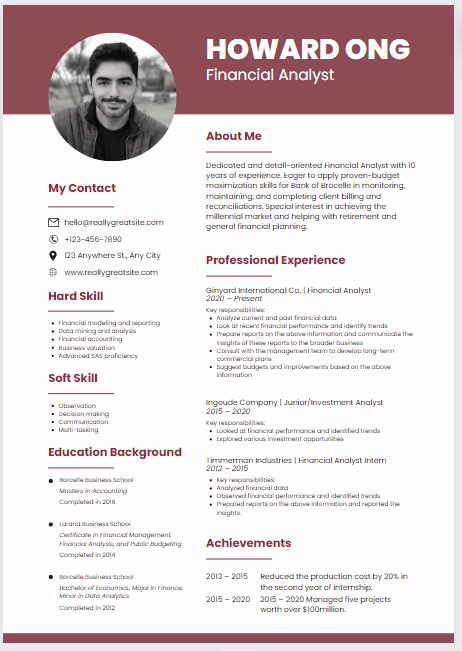 HOWARD ONG
Financial Analyst
My Contact
hello@reallygreatsite.com
+123-456-7890
123 Anywhere St., Any City
www.reallygreatsite.com
Hard Skill
Financial modeling and reporting
Data mining and analysis
Financial accounting
Business valuation
Advanced SAS proficiency
Soft Skill
Observation
Decision making
Communication
Multi-tasking
Education Background
Borcelle Business School
Masters in Accounting
Completed in 2016
Larana Business School
Certificate in Financial Management,
Financial Analysis, and Public Budgeting
Completed in 2014
Borcelle Business School
Bachelor of Economics, Major in Finance,
Minor in Data Analytics
Completed in 2012
About Me
Dedicated and detail-oriented Financial Analyst with 10
years of experience. Eager to apply proven-budget
maximization skills for Bank of Brocelle in monitoring,
maintaining, and completing client billing and
reconciliations. Special interest in achieving the
millennial market and helping with retirement and
general financial planning.
Professional Experience
Ginyard International Co. | Financial Analyst
2020 – Present
Key responsibilities:
Analyze current and past financial data
Look at recent financial performance and identify trends
Prepare reports on the above information and communicate the
insights of these reports to the broader business
Consult with the management team to develop long-term
commercial plans
Suggest budgets and improvements based on the above
information
Ingoude Company | Junior/Investment Analyst
2015 – 2020
Key responsibilities:
Looked at financial performance and identified trends
Explored various investment opportunities
Timmerman Industries | Financial Analyst Intern
2012 – 2015
Key responsibilities:
Analyzed financial data
Observed financial performance and identified trends
Prepared reports on the above information and reported the
insights.
Achievements
2013 – 2015 Reduced the production cost by 20% in
the second year of internship.
2015 – 2020 2015 – 2020 Managed five projects
worth over $100million.